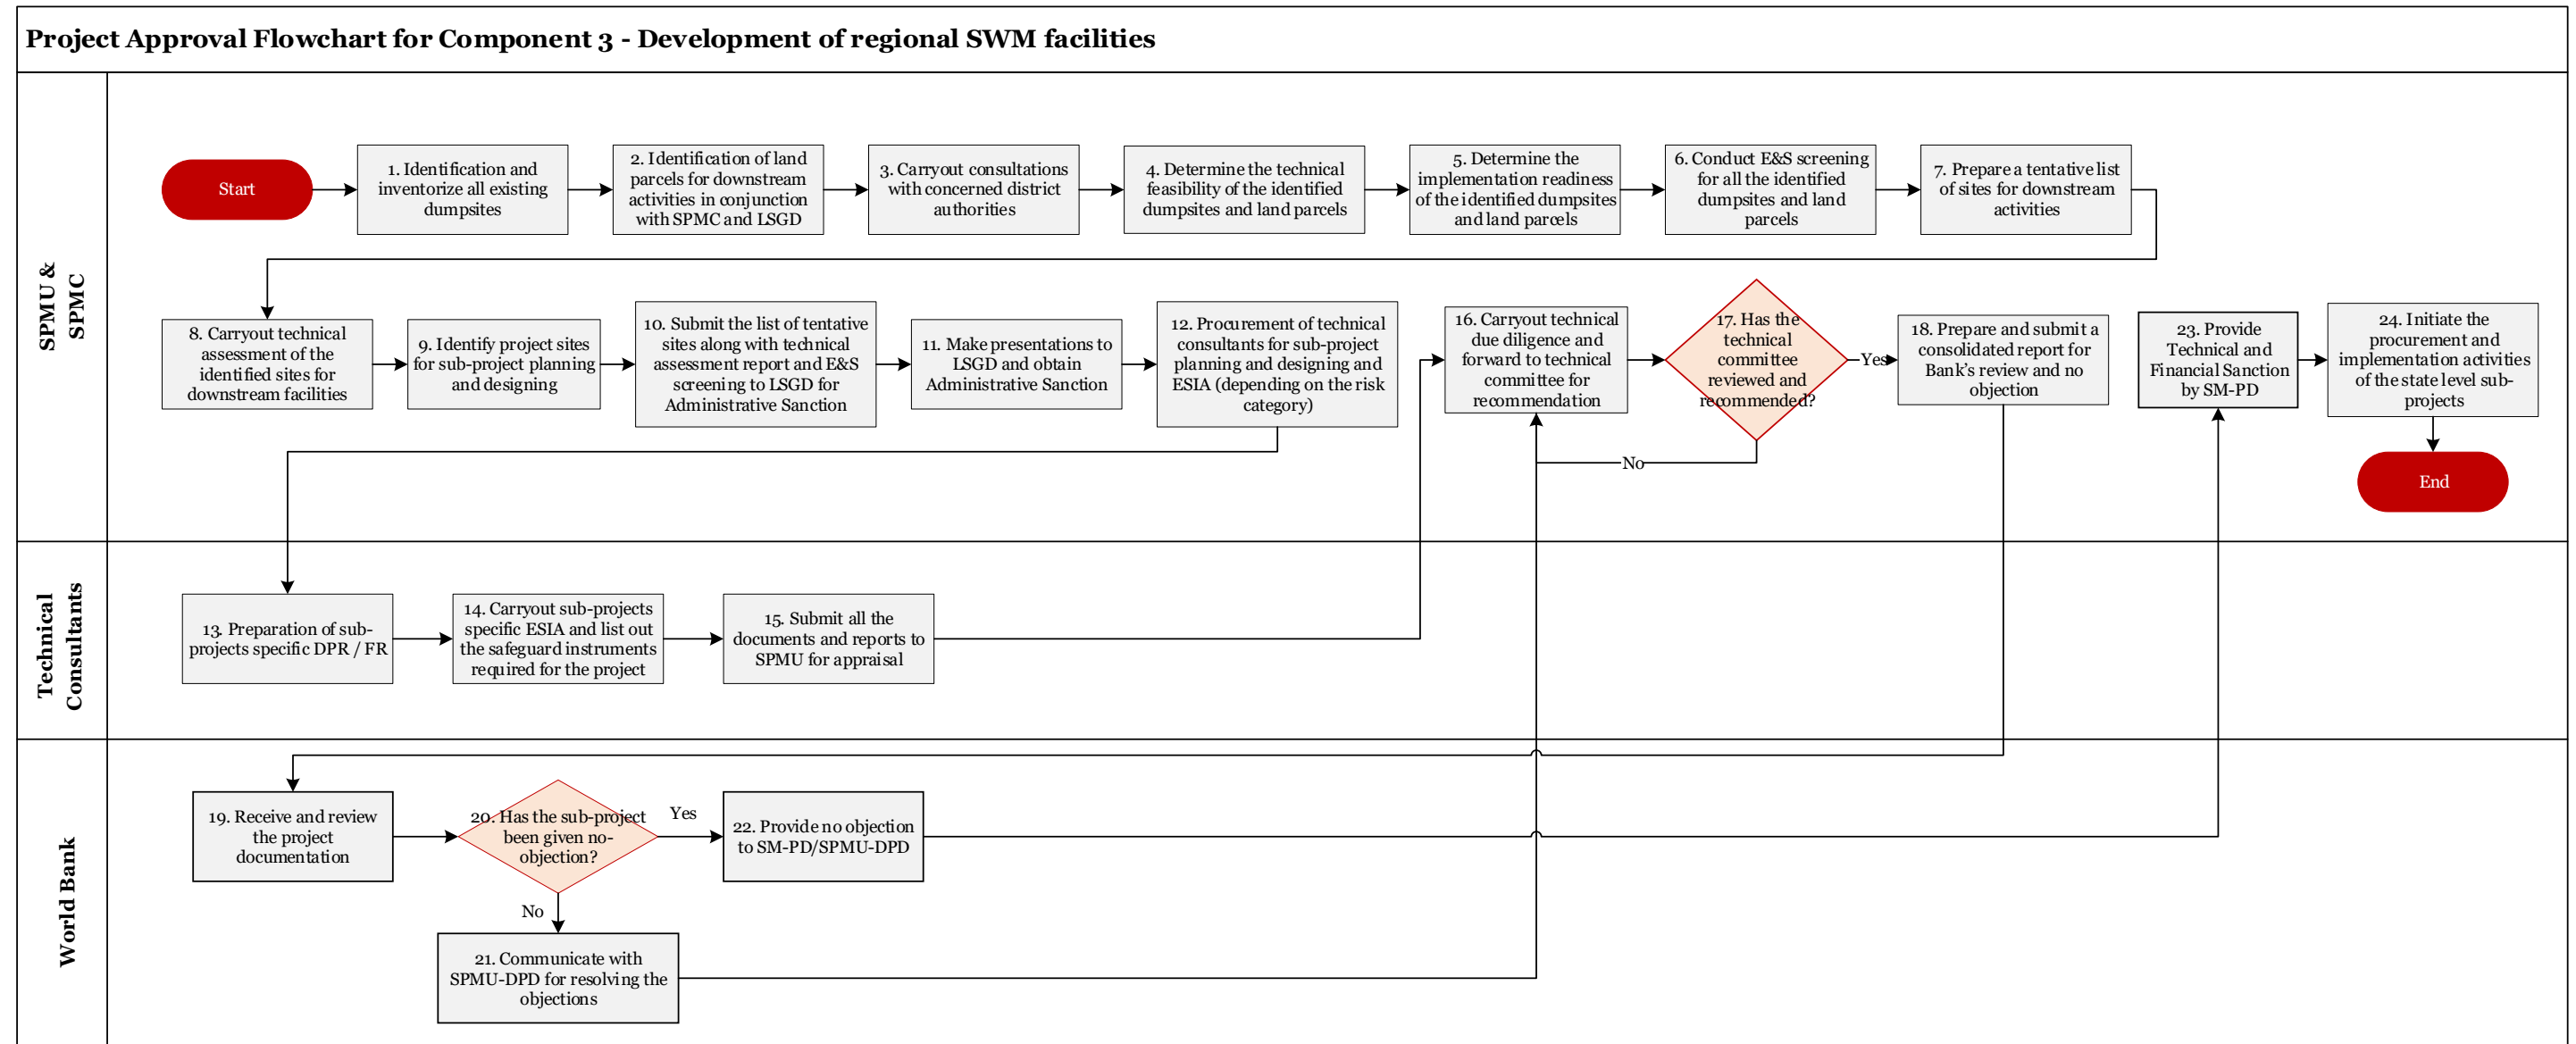 Project Approval Flowchart for Component 3 - Development of regional SWM facilities
SPMU &
SPMC
Start
1. Identification and
inventorize all existing
dumpsites
2. Identification of land
parcels for downstream
activities in conjunction
with SPMC and LSGD
3. Carryout consultations
with concerned district
authorities
4. Determine the technical
feasibility of the identified
dumpsites and land parcels
5. Determine the
implementation readiness
of the identified dumpsites
and land parcels
6. Conduct E&S screening
for all the identified
dumpsites and land
parcels
7. Prepare a tentative list
of sites for downstream
activities
8. Carryout technical
assessment of the
identified sites for
downstream facilities
9. Identify project sites
for sub-project planning
and designing
10. Submit the list of tentative
sites along with technical
assessment report and E&S
screening to LSGD for
Administrative Sanction
11. Make presentations to
LSGD and obtain
Administrative Sanction
12. Procurement of technical
consultants for sub-project
planning and designing and
ESIA (depending on the risk
category)
16. Carryout technical
due diligence and
forward to technical
committee for
recommendation
17. Has the
technical
committee
reviewed and
recommended?
Yes
No
18. Prepare and submit a
consolidated report for
Bank's review and no
objection
23. Provide
Technical and
Financial Sanction
by SM-PD
24. Initiate the
procurement and
implementation activities
of the state level sub-
projects
End
Technical
Consultants
13. Preparation of sub-
projects specific DPR / FR
14. Carryout sub-projects
specific ESIA and list out
the safeguard instruments
required for the project
15. Submit all the
documents and reports to
SPMU for appraisal
World Bank
19. Receive and review
the project
documentation
20. Has the sub-project
been given no-
objection?
Yes
No
22. Provide no objection
to SM-PD/SPMU-DPD
21. Communicate with
SPMU-DPD for resolving the
objections